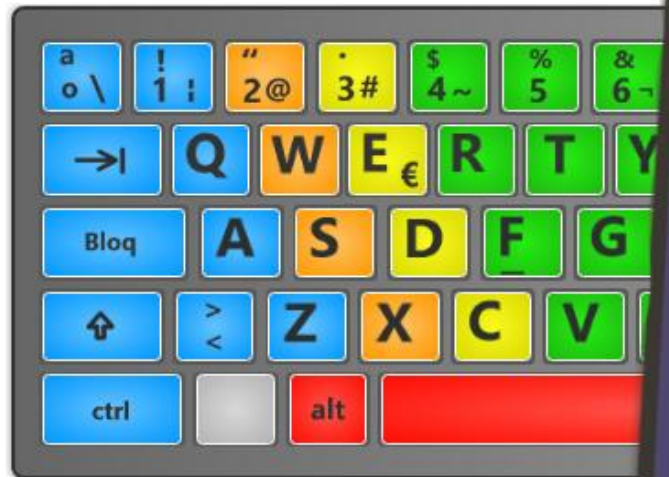 a ! “ · $ % &
o \ 1 ¦ 2 @ 3 # 4 ~ 5 6 ¬
→| Q W E € R T Y
Bloq A S D F G
⇧ > Z X C V
<
ctrl alt